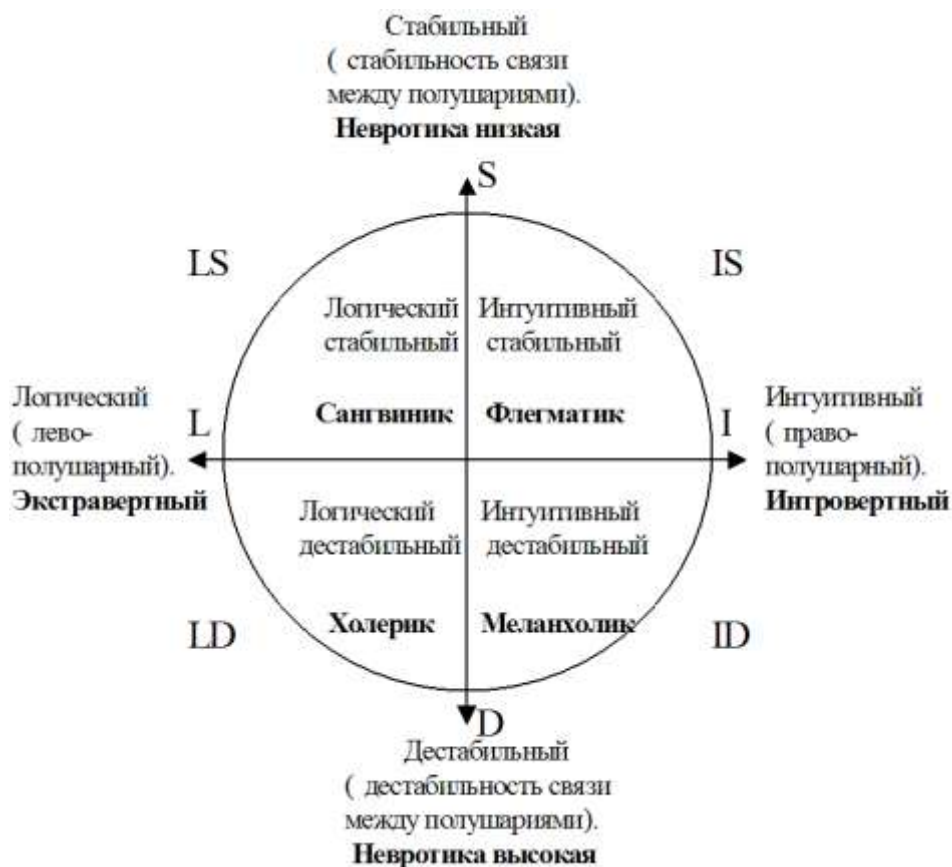 Стабильный
( стабильность связи
между полушариями).
Невротика низкая
S
LS
IS
Логический
стабильный
Интуитивный
стабильный
Логический
( лево-
полушарный).
Экстравертный
L
Сангвиник
Флегматик
I
Интуитивный
( право-
полушарный).
Интровертный
Логический
дестабильный
Интуитивный
дестабильный
LD
Холерик
Меланхолик
ID
D
Дестабильный
( дестабильность связи
между полушариями).
Невротика высокая